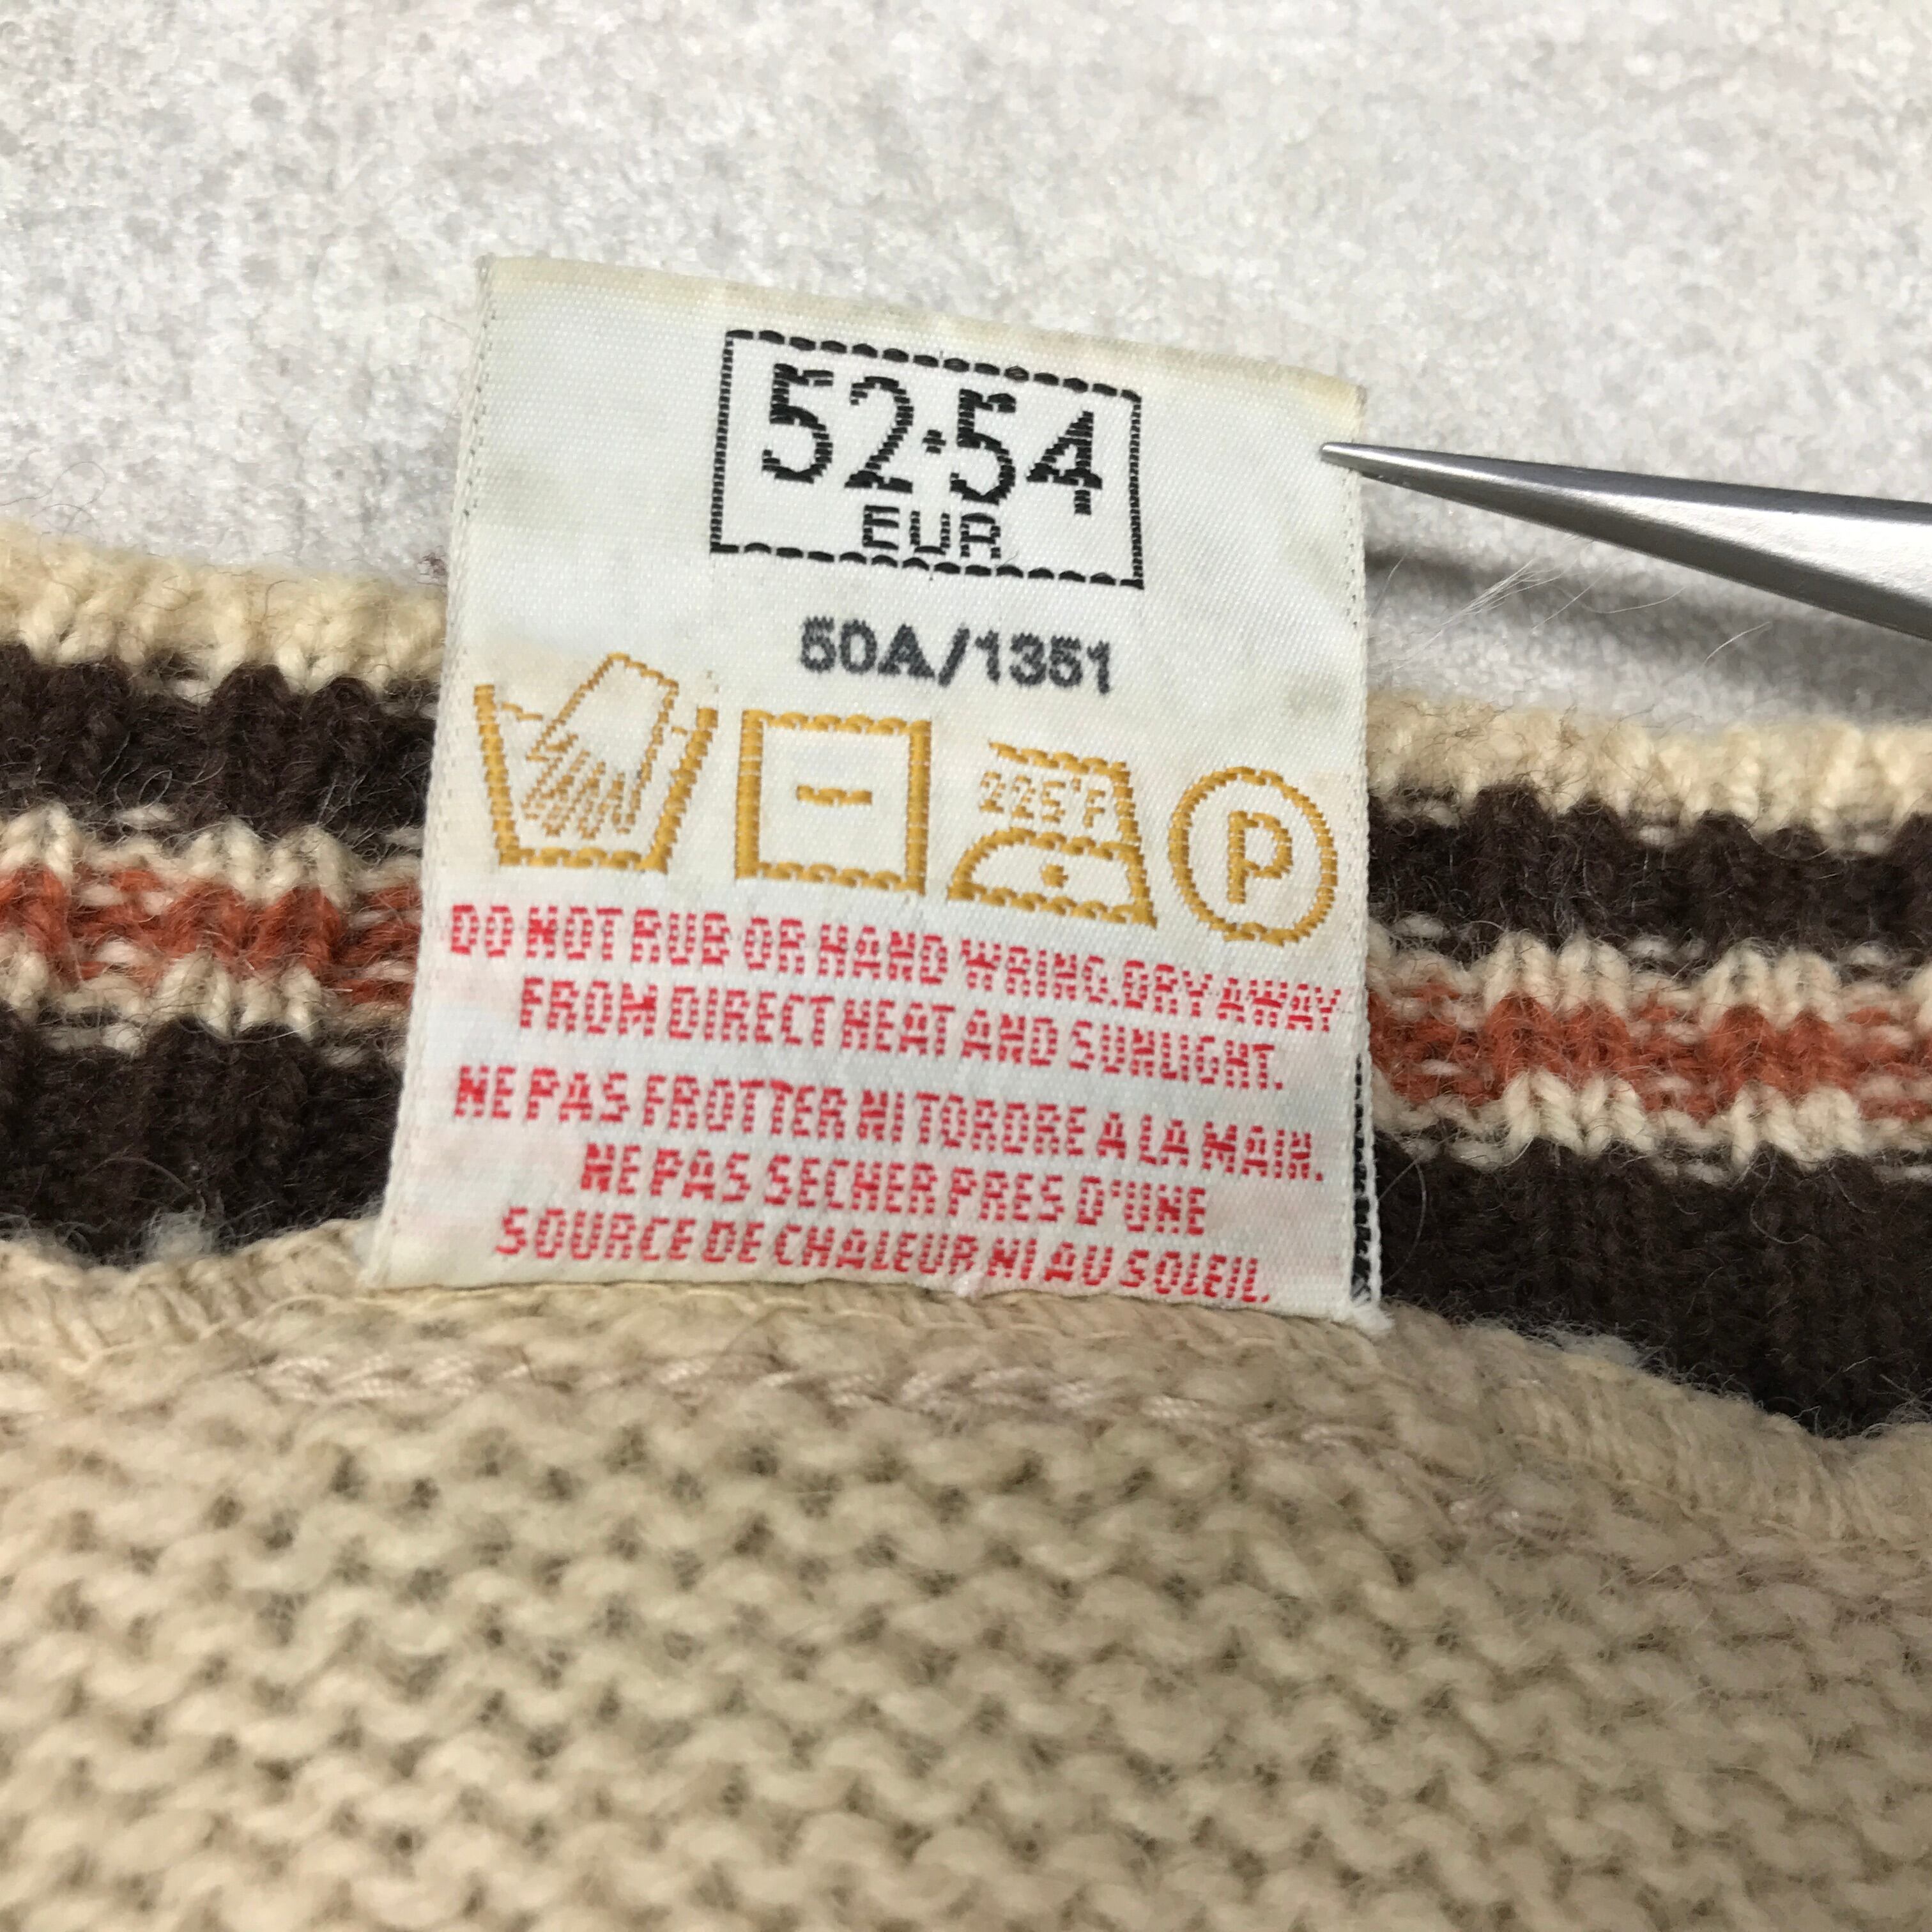 52·54
EUR
50A/1351
225°F
P
DO NOT RUB OR HAND WRING.DRY AWAY
FROM DIRECT HEAT AND SUNLIGHT.
NE PAS FROTTER NI TORDRE A LA MAIN.
NE PAS SECHER PRES D'UNE
SOURCE DE CHALEUR NI AU SOLEIL.